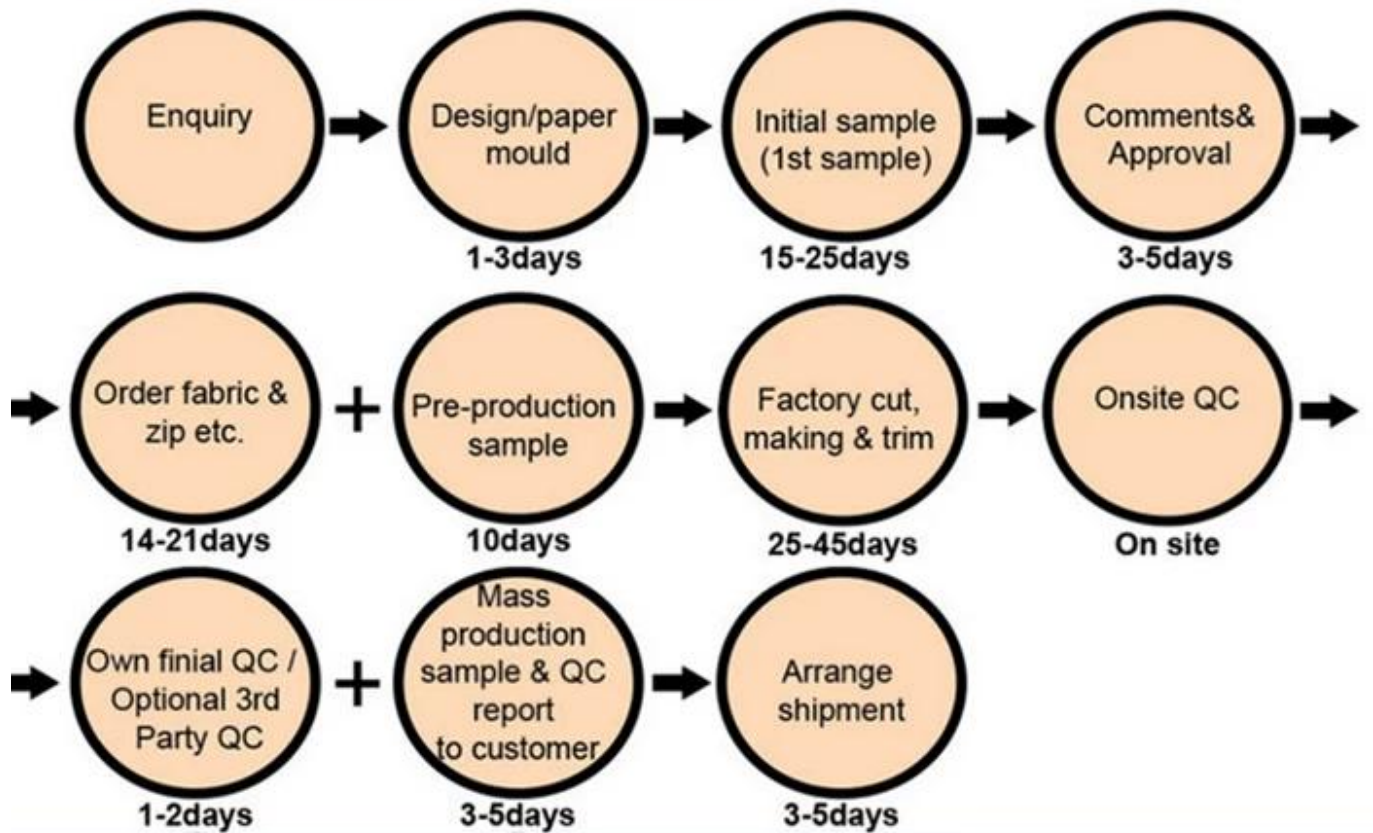 Enquiry
Design/paper
mould
1-3days
Initial sample
(1st sample)
15-25days
Comments&
Approval
3-5days
Order fabric &
zip etc.
14-21days
+
Pre-production
sample
10days
Factory cut,
making & trim
25-45days
Onsite QC
On site
Own finial QC /
Optional 3rd
Party QC
1-2days
+
Mass
production
sample & QC
report
to customer
3-5days
Arrange
shipment
3-5days